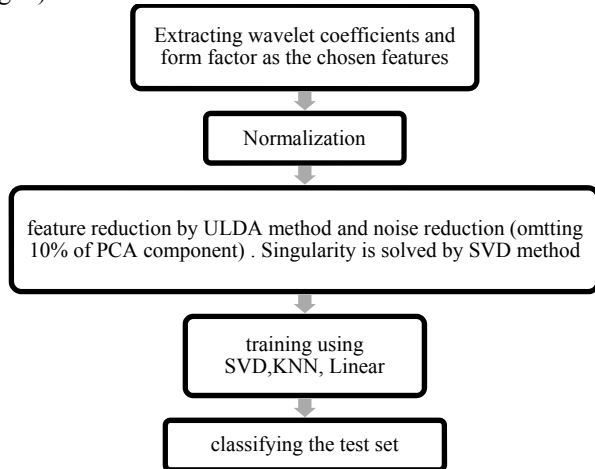 Extracting wavelet coefficients and
form factor as the chosen features
Normalization
feature reduction by ULDA method and noise reduction (omtting
10% of PCA component) . Singularity is solved by SVD method
training using
SVD,KNN, Linear
classifying the test set